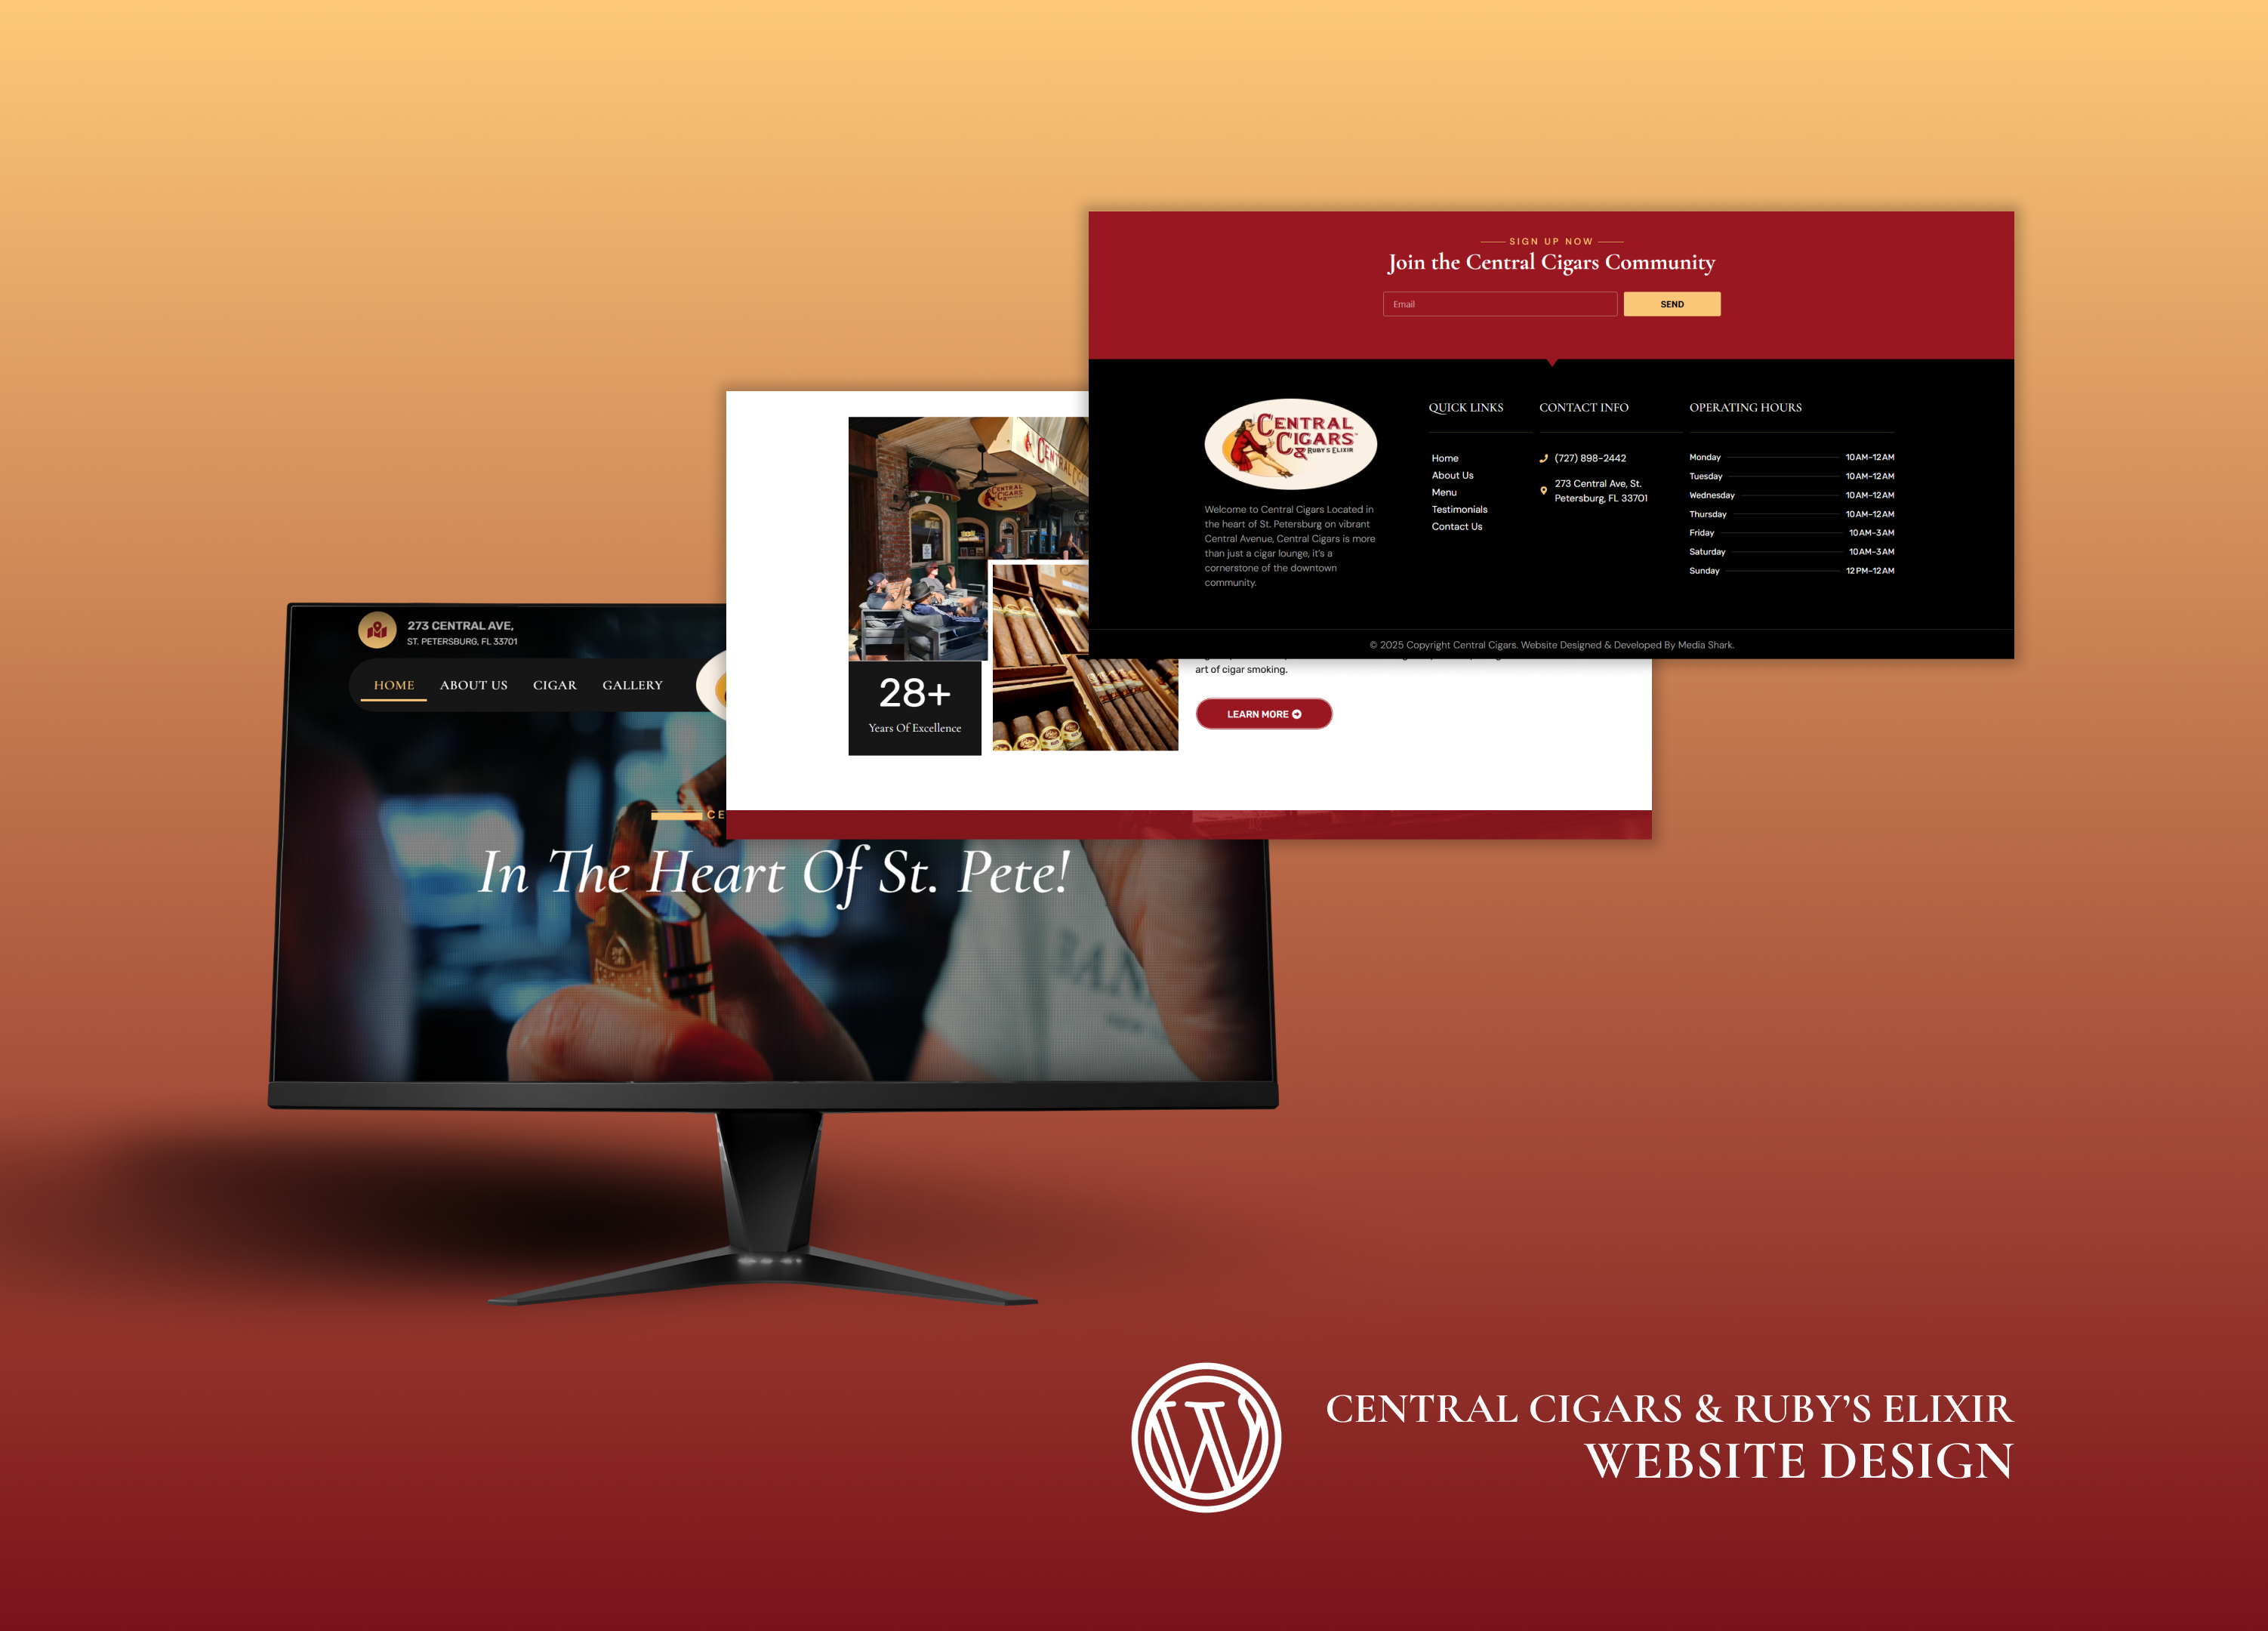 SIGN UP NOW
Join the Central Cigars Community
Email
SEND
CENTRAL
CIGARS™
& RUBY'S ELIXIR
Welcome to Central Cigars Located in
the heart of St. Petersburg on vibrant
Central Avenue, Central Cigars is more
than just a cigar lounge, it's a
cornerstone of the downtown
community.
QUICK LINKS
Home
About Us
Menu
Testimonials
Contact Us
CONTACT INFO
(727) 898-2442
273 Central Ave, St.
Petersburg, FL 33701
OPERATING HOURS
Monday 10AM-12AM
Tuesday 10AM-12AM
Wednesday 10AM-12AM
Thursday 10AM-12AM
Friday 10AM-3AM
Saturday 10AM-3AM
Sunday 12PM-12AM
© 2025 Copyright Central Cigars. Website Designed & Developed By Media Shark.
CENTRAL
CENTRAL
CIGARS
28+
Years Of Excellence
art of cigar smoking.
LEARN MORE
273 CENTRAL AVE,
ST. PETERSBURG, FL 33701
HOME ABOUT US CIGAR GALLERY
CE
In The Heart Of St. Pete!
BAN
CENTRAL CIGARS & RUBY'S ELIXIR
WEBSITE DESIGN